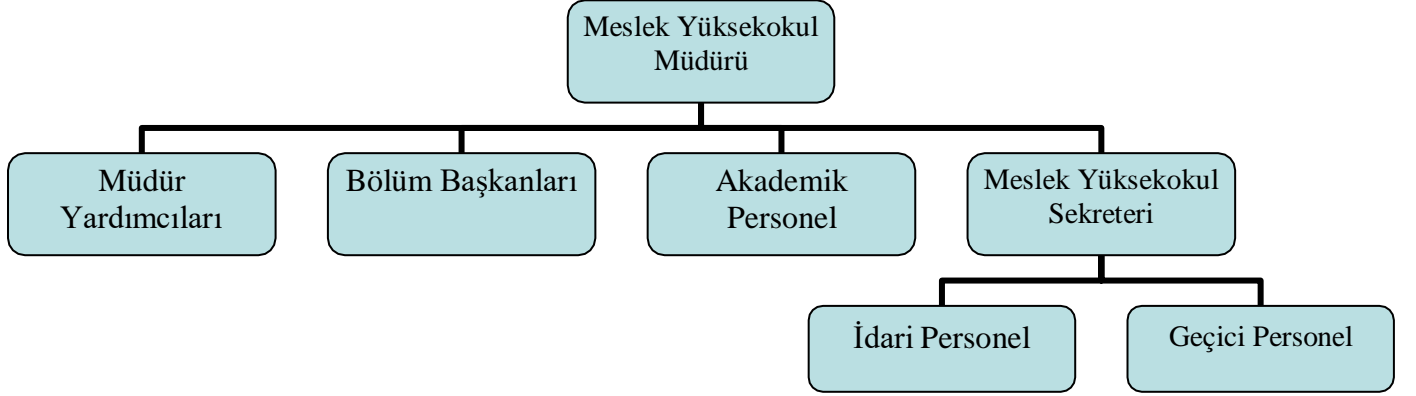 Meslek Yüksekokul
Müdürü
Müdür
Yardımcıları
Bölüm Başkanları
Akademik
Personel
Meslek Yüksekokul
Sekreteri
İdari Personel
Geçici Personel